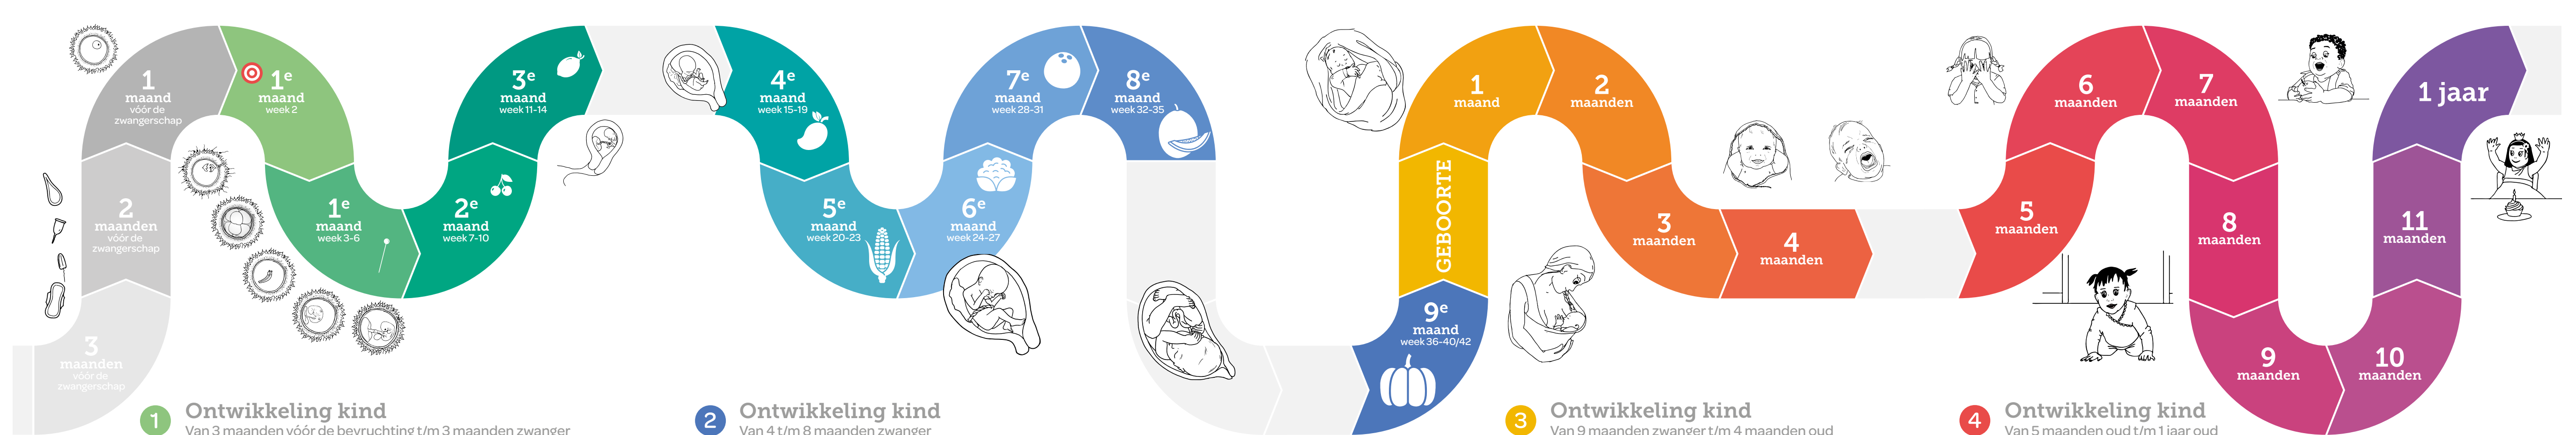 3
maanden
vóór de
zwangerschap
2
maanden
vóór de
zwangerschap
1
maand
vóór de
zwangerschap
1e
maand
week 2
1e
maand
week 3-6
2e
maand
week 7-10
3e
maand
week 11-14
4e
maand
week 15-19
5e
maand
week 20-23
6e
maand
week 24-27
7e
maand
week 28-31
8e
maand
week 32-35
9e
maand
week 36-40/42
GEBOORTE
1
maand
2
maanden
3
maanden
4
maanden
5
maanden
6
maanden
7
maanden
8
maanden
9
maanden
10
maanden
11
maanden
1 jaar
1 Ontwikkeling kind
Van 3 maanden vóór de bevruchting t/m 3 maanden zwanger
2 Ontwikkeling kind
Van 4 t/m 8 maanden zwanger
3 Ontwikkeling kind
Van 9 maanden zwanger t/m 4 maanden oud
4 Ontwikkeling kind
Van 5 maanden oud t/m 1 jaar oud